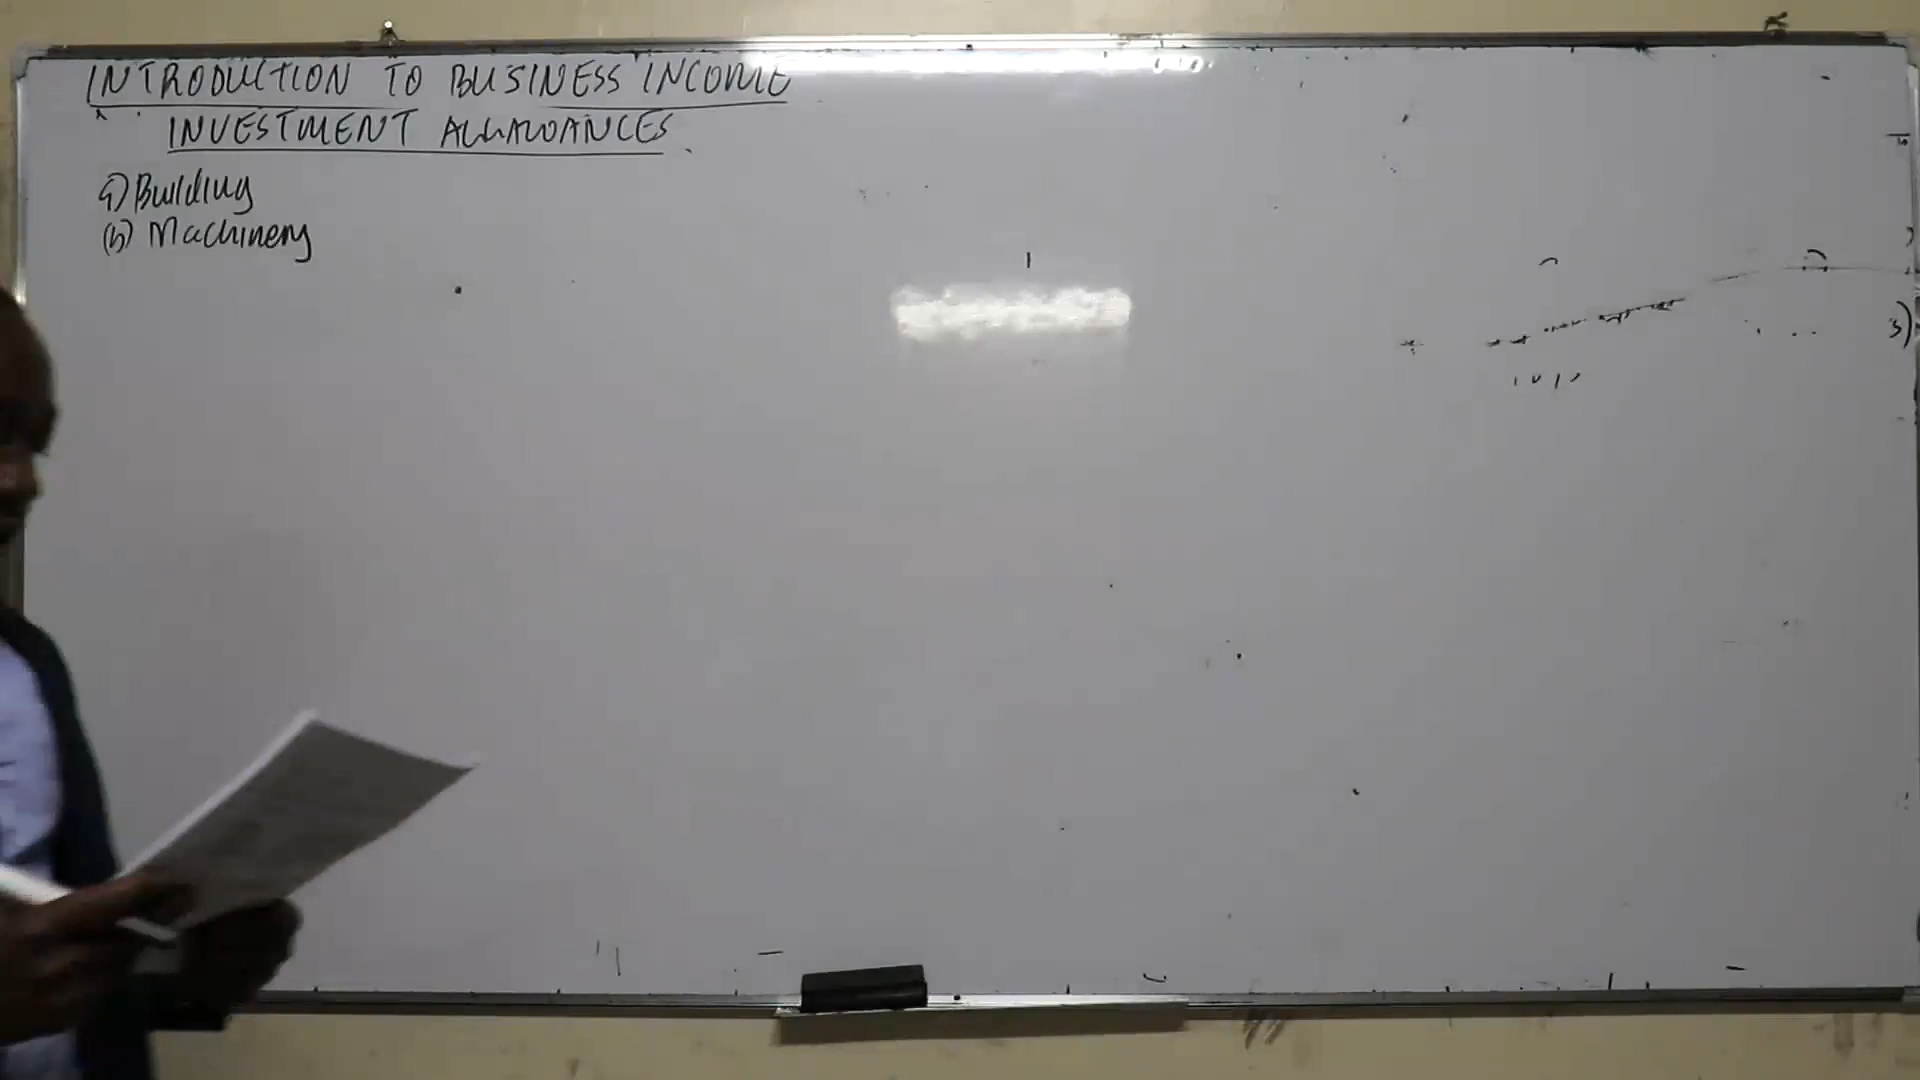 INTRODUCTION TO BUSINESS INCOME
INVESTMENT ALLOWANCES
a) Building
(b) Machinery